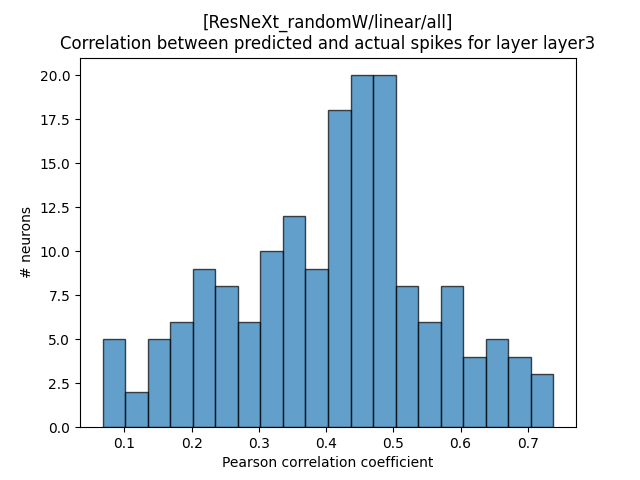 [ResNeXt_randomW/linear/all]
Correlation between predicted and actual spikes for layer layer3
20.0
17.5
15.0
12.5
10.0
7.5
5.0
2.5
0.0
# neurons
0.1 0.2 0.3 0.4 0.5 0.6 0.7
Pearson correlation coefficient